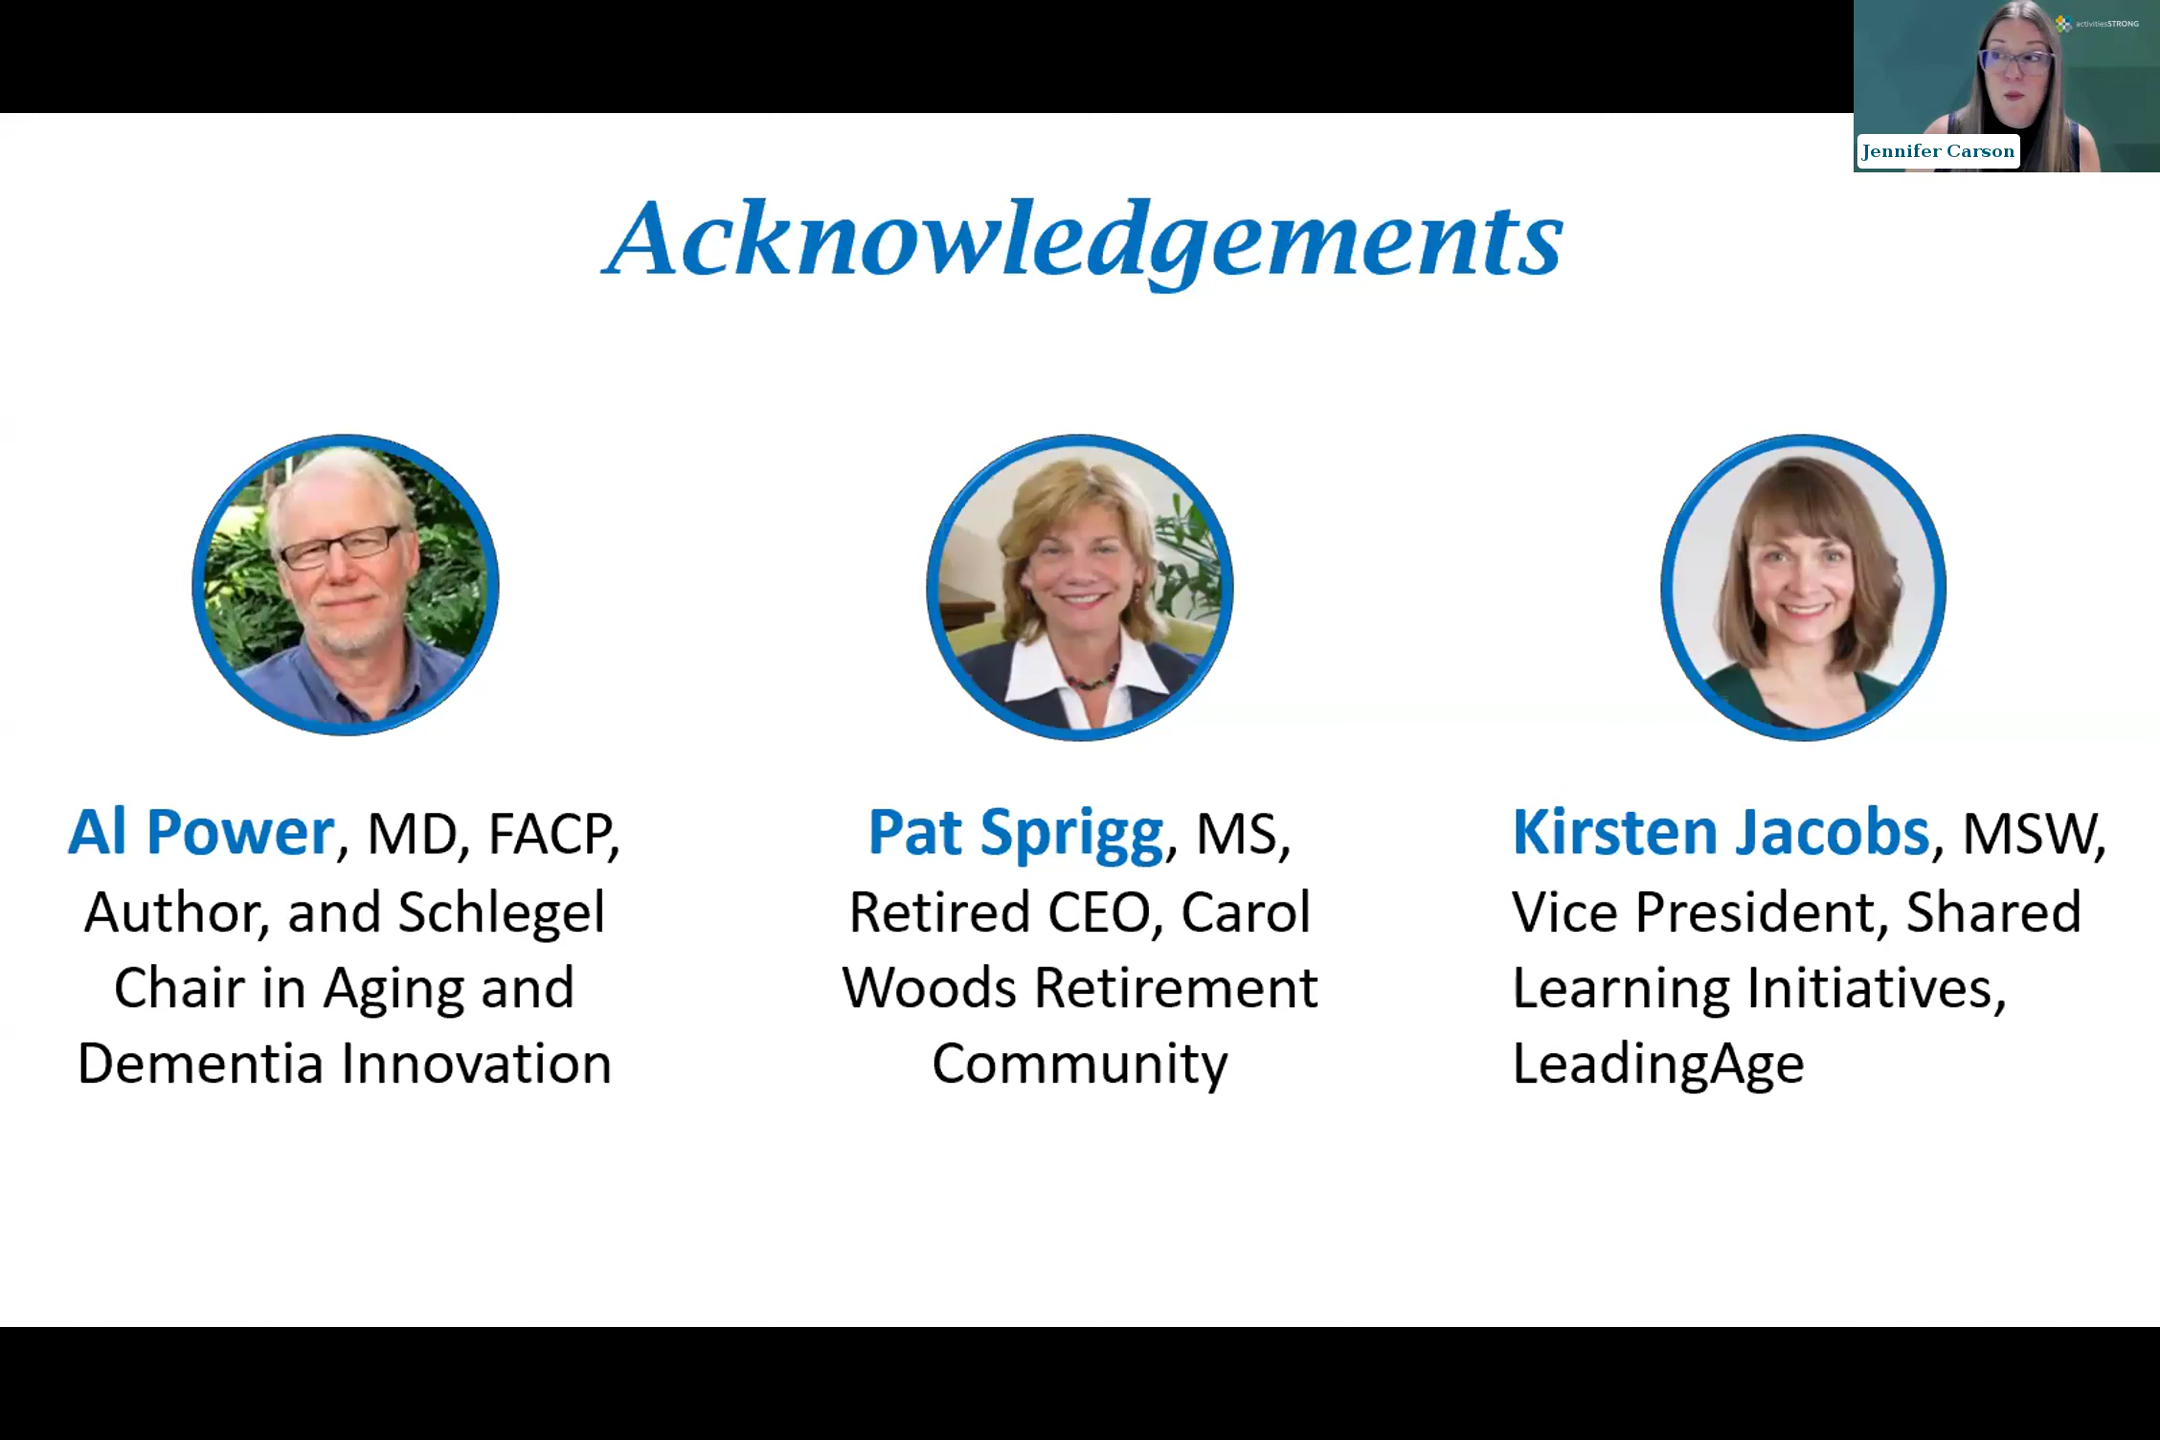 activitiesSTRONG
Jennifer Carson
Acknowledgements
Al Power, MD, FACP,
Author, and Schlegel
Chair in Aging and
Dementia Innovation
Pat Sprigg, MS,
Retired CEO, Carol
Woods Retirement
Community
Kirsten Jacobs, MSW,
Vice President, Shared
Learning Initiatives,
LeadingAge